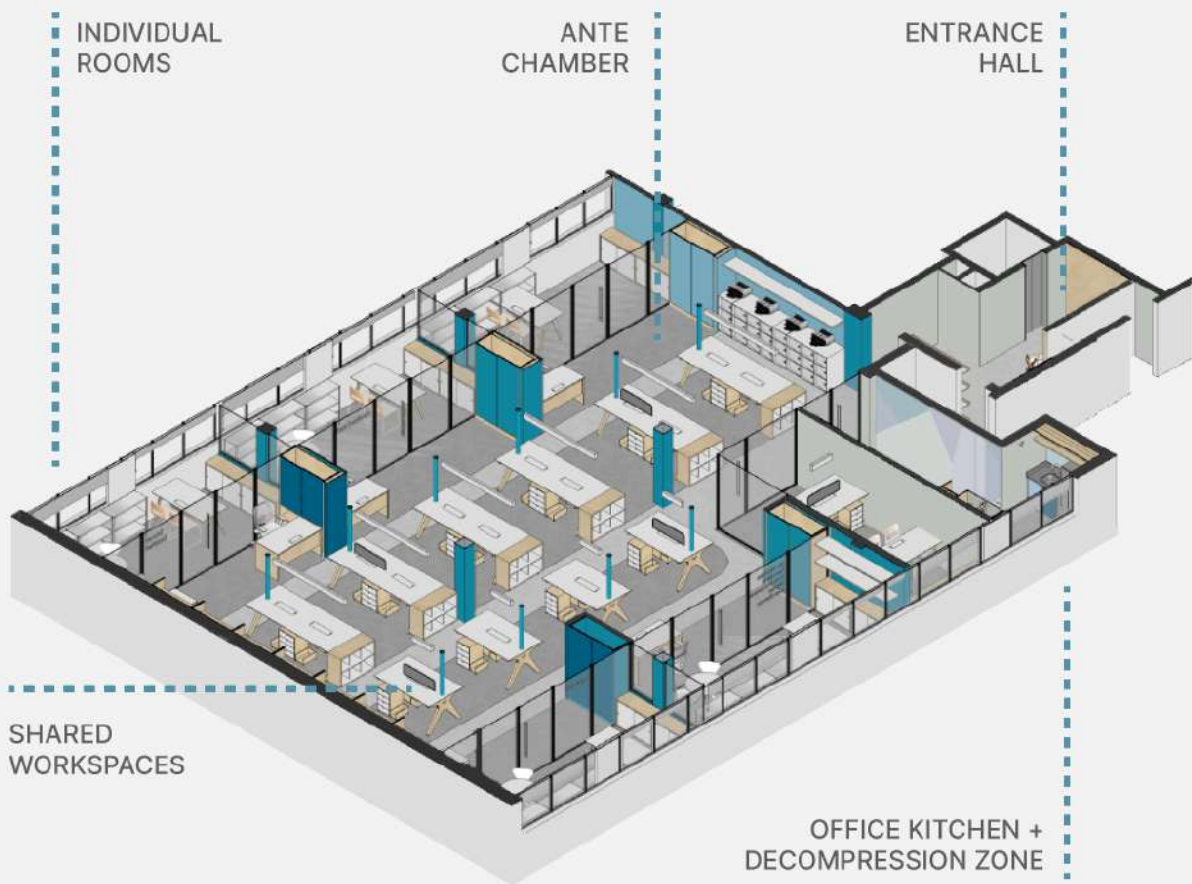 INDIVIDUAL
ROOMS
ANTE
CHAMBER
ENTRANCE
HALL
SHARED
WORKSPACES
OFFICE KITCHEN +
DECOMPRESSION ZONE